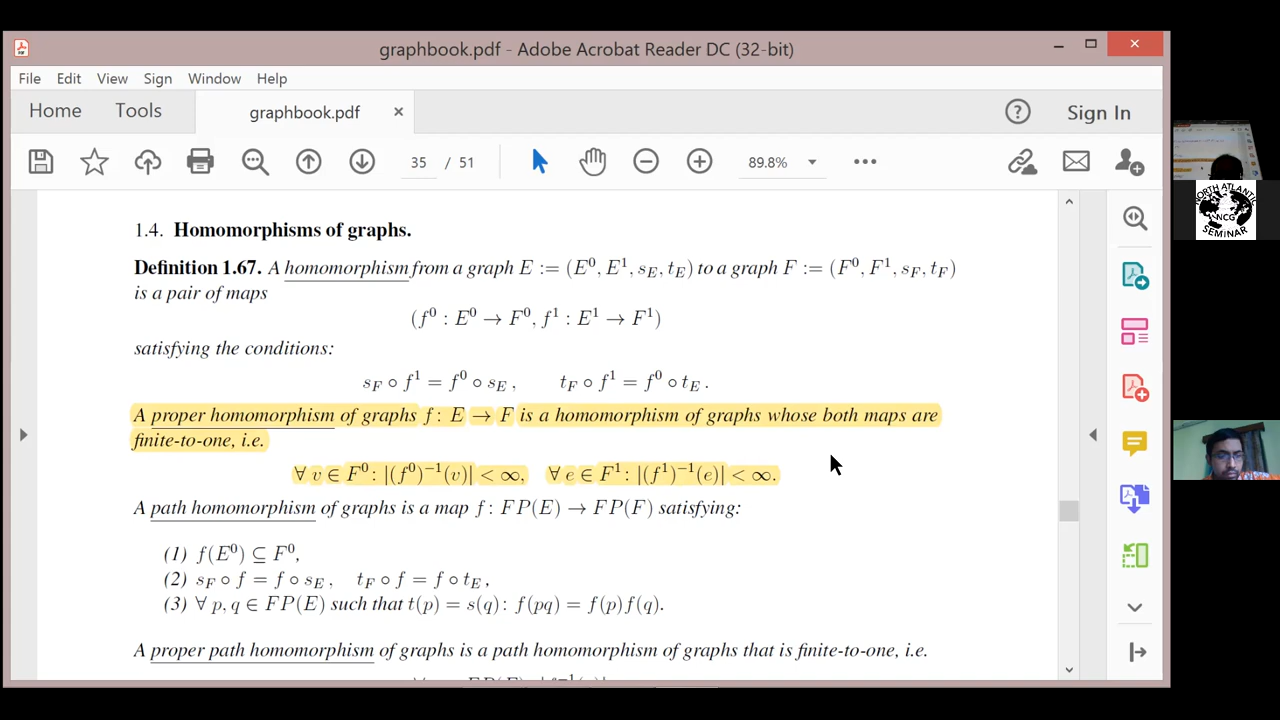 graphbook.pdf - Adobe Acrobat Reader DC (32-bit)
File Edit View Sign Window Help
Home Tools graphbook.pdf × Sign In
35 / 51 89.8%
1.4. Homomorphisms of graphs.
Definition 1.67. A homomorphism from a graph E := (E⁰, E¹, s_E, t_E) to a graph F := (F⁰, F¹, s_F, t_F)
is a pair of maps
(f⁰ : E⁰ → F⁰, f¹ : E¹ → F¹)
satisfying the conditions:
s_F ∘ f¹ = f⁰ ∘ s_E , t_F ∘ f¹ = f⁰ ∘ t_E .
A proper homomorphism of graphs f : E → F is a homomorphism of graphs whose both maps are
finite-to-one, i.e.
∀ v ∈ F⁰ : |(f⁰)⁻¹(v)| < ∞, ∀ e ∈ F¹ : |(f¹)⁻¹(e)| < ∞.
A path homomorphism of graphs is a map f : FP(E) → FP(F) satisfying:
(1) f(E⁰) ⊆ F⁰,
(2) s_F ∘ f = f ∘ s_E , t_F ∘ f = f ∘ t_E ,
(3) ∀ p, q ∈ FP(E) such that t(p) = s(q) : f(pq) = f(p)f(q).
A proper path homomorphism of graphs is a path homomorphism of graphs that is finite-to-one, i.e.
NORTH ATLANTIC
NCG
SEMINAR